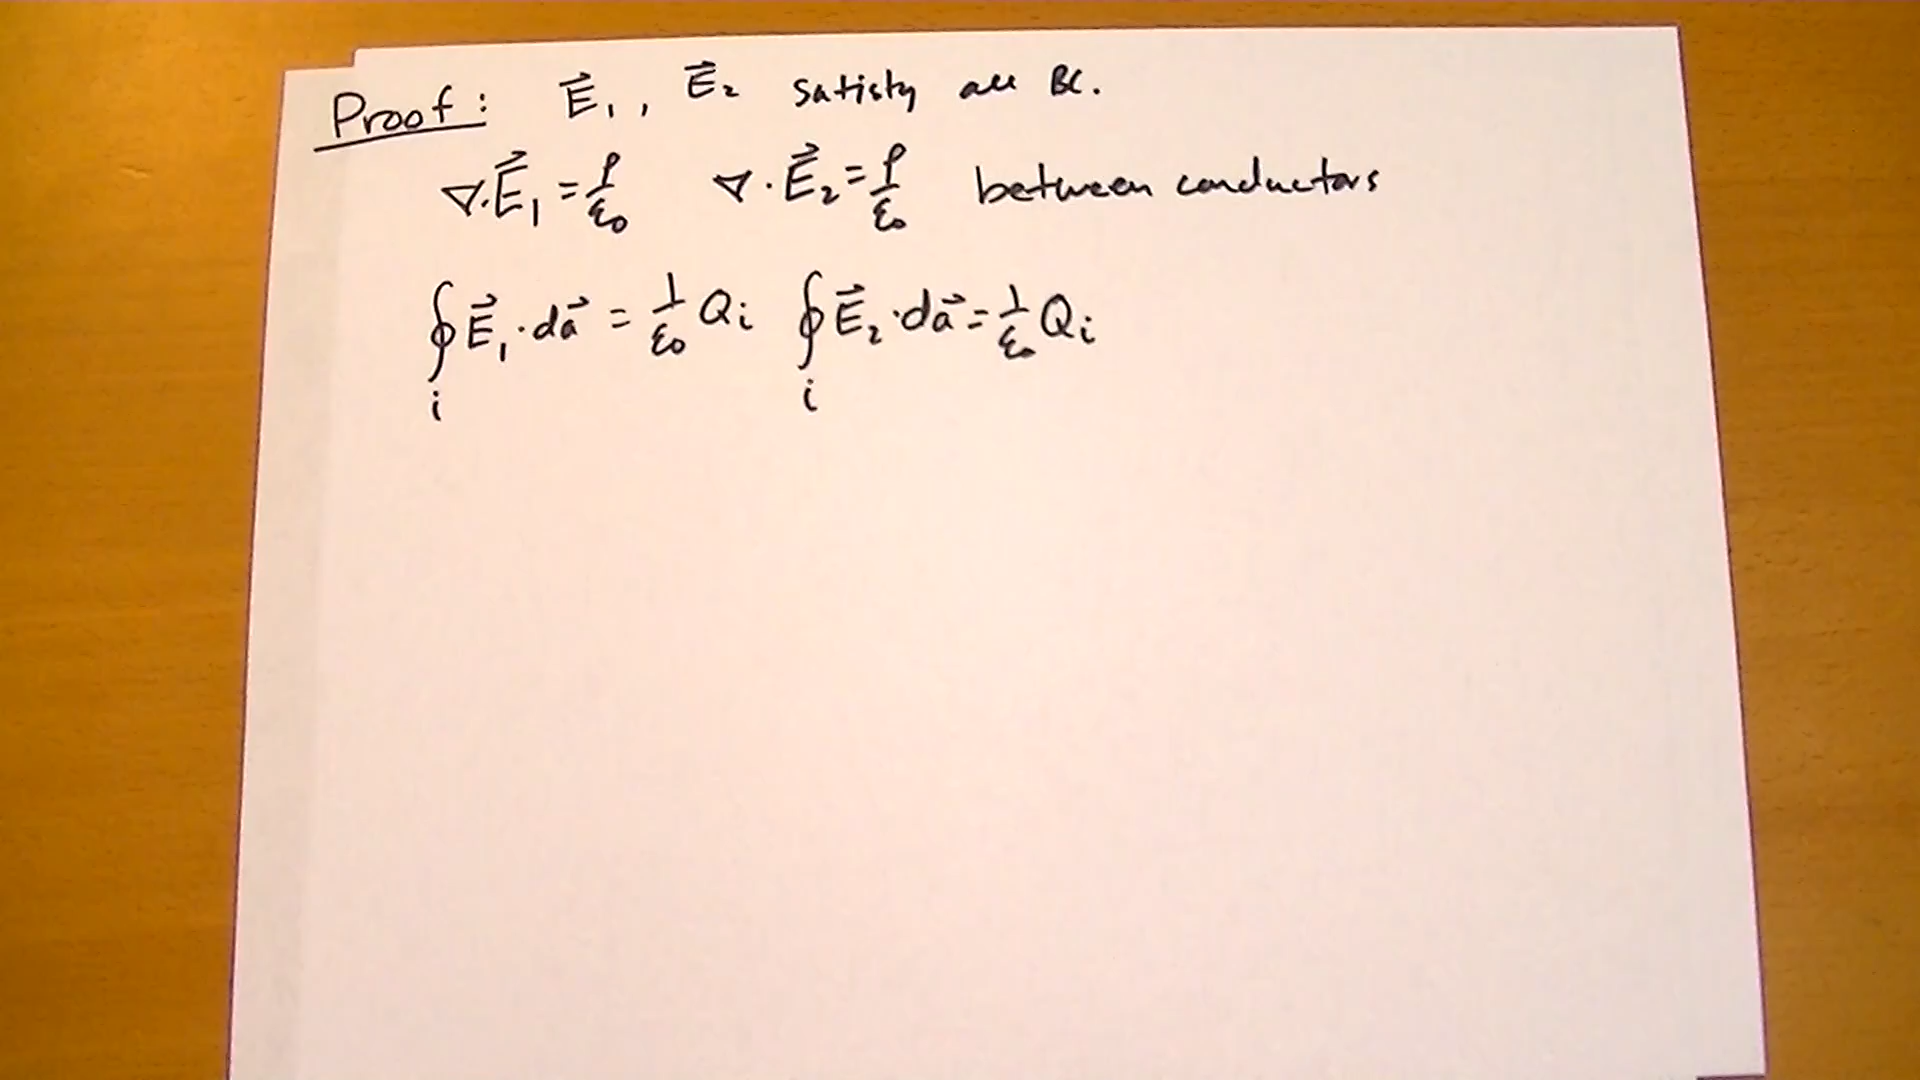 Proof: E⃗₁, E⃗₂ satisfy all BC.
∇·E⃗₁ = ρ/ε₀ ∇·E⃗₂ = ρ/ε₀ between conductors
∮ᵢ E⃗₁·da⃗ = 1/ε₀ Qᵢ ∮ᵢ E⃗₂·da⃗ = 1/ε₀ Qᵢ